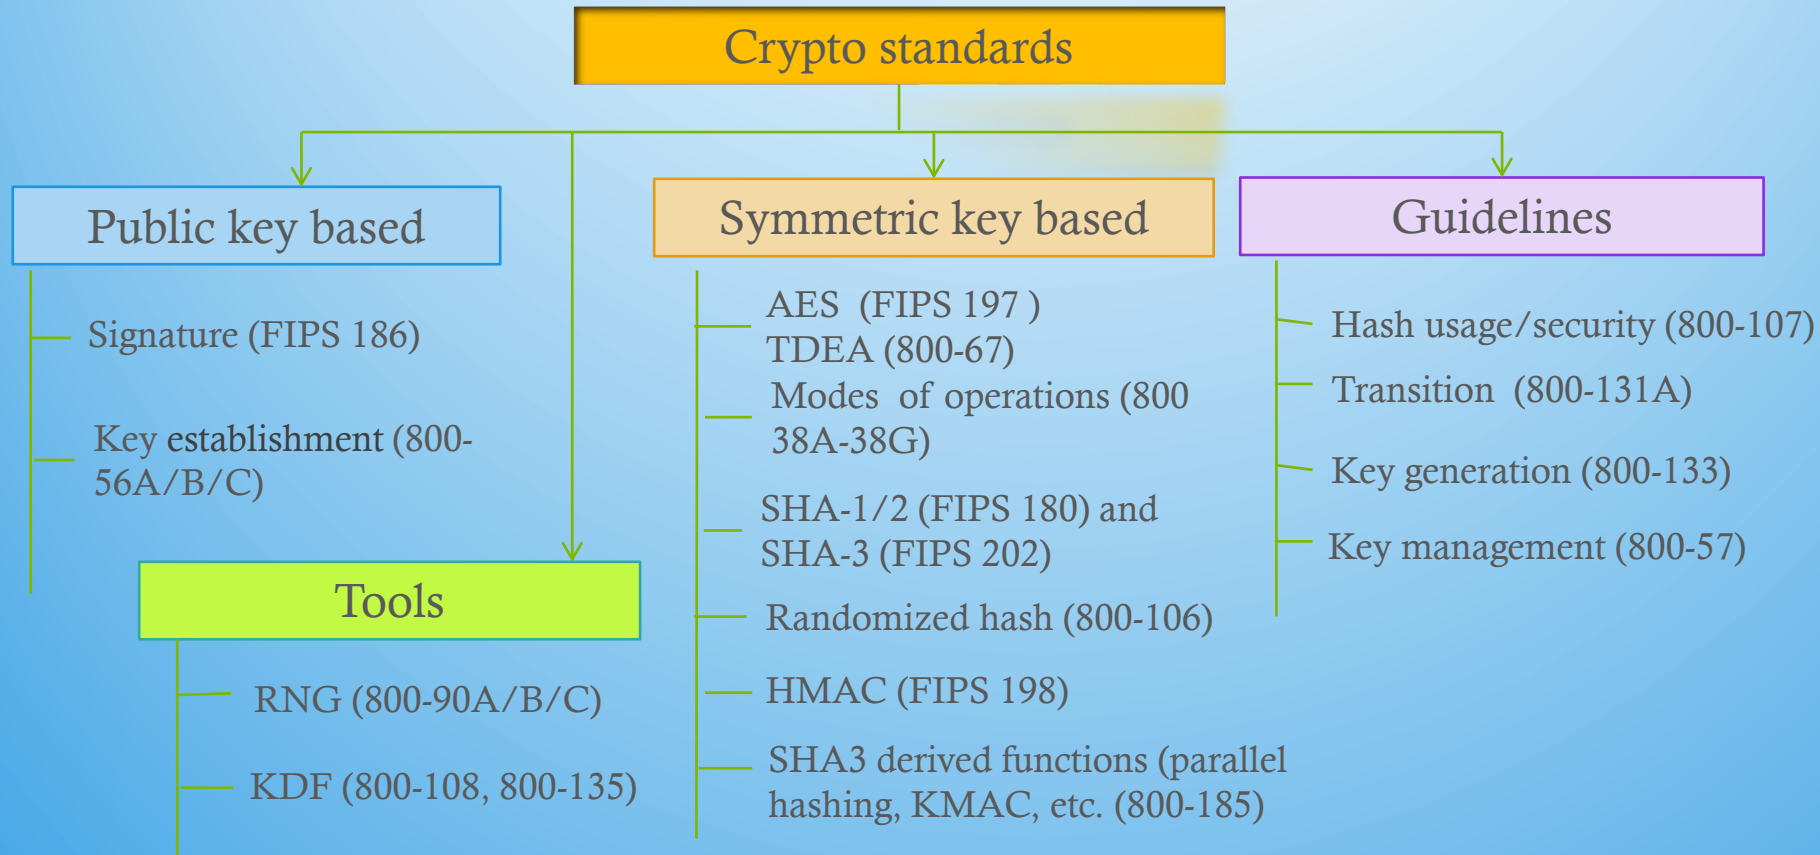 Crypto standards
Public key based
Signature (FIPS 186)
Key establishment (800-
56A/B/C)
Tools
RNG (800-90A/B/C)
KDF (800-108, 800-135)
Symmetric key based
AES (FIPS 197 )
TDEA (800-67)
Modes of operations (800
38A-38G)
SHA-1/2 (FIPS 180) and
SHA-3 (FIPS 202)
Randomized hash (800-106)
HMAC (FIPS 198)
SHA3 derived functions (parallel
hashing, KMAC, etc. (800-185)
Guidelines
Hash usage/security (800-107)
Transition (800-131A)
Key generation (800-133)
Key management (800-57)